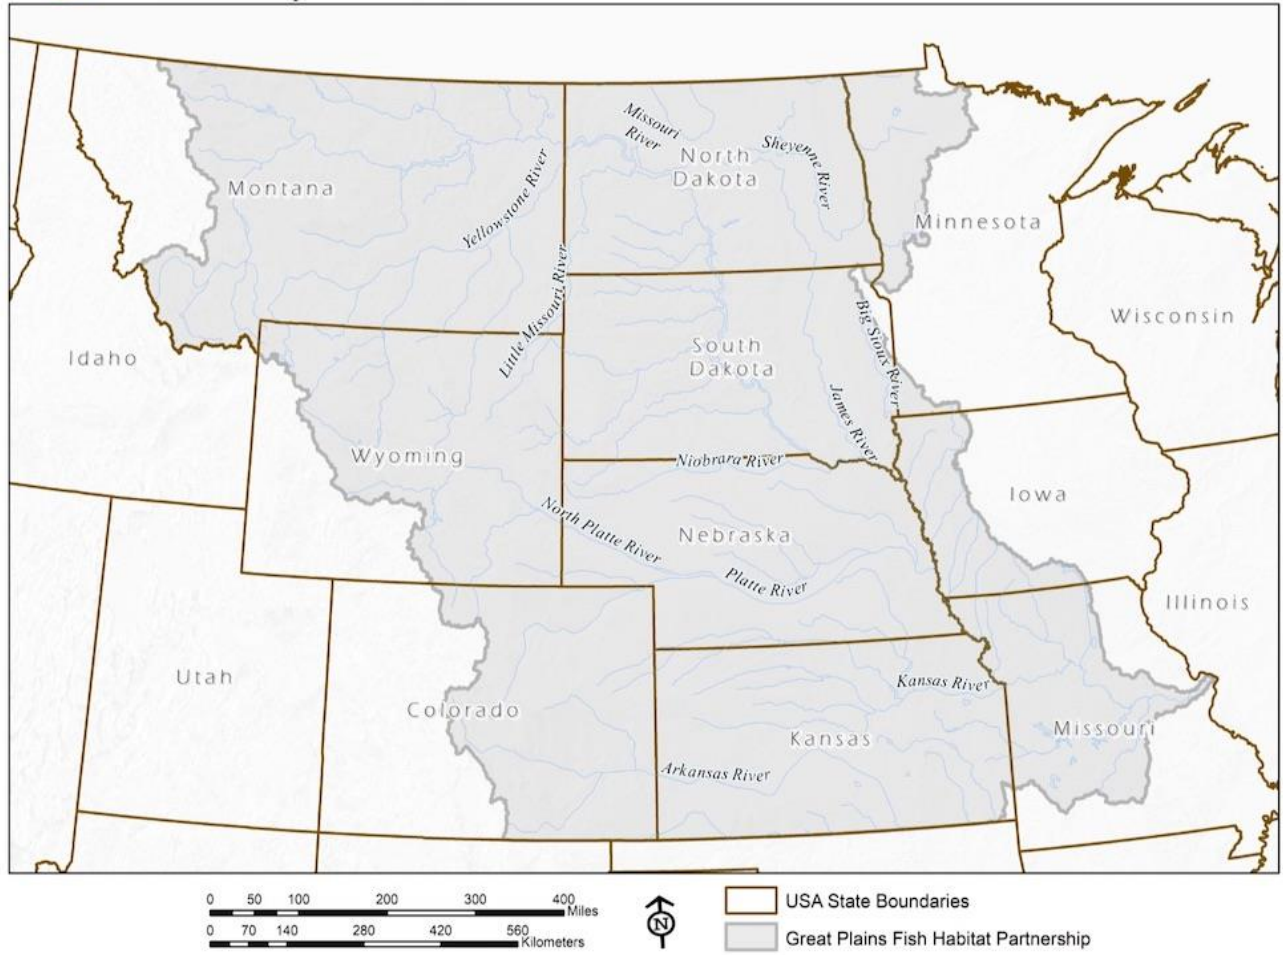 Missouri
River
Sheyenne River
North
Dakota
Montana
Yellowstone River
Minnesota
Little Missouri River
Big Sioux River
Wisconsin
Idaho
South
Dakota
James River
Wyoming
Niobrara River
Iowa
North Platte River
Nebraska
Platte River
Illinois
Utah
Kansas River
Colorado
Missouri
Kansas
Arkansas River
0 50 100 200 300 400
Miles
0 70 140 280 420 560
Kilometers
N
USA State Boundaries
Great Plains Fish Habitat Partnership